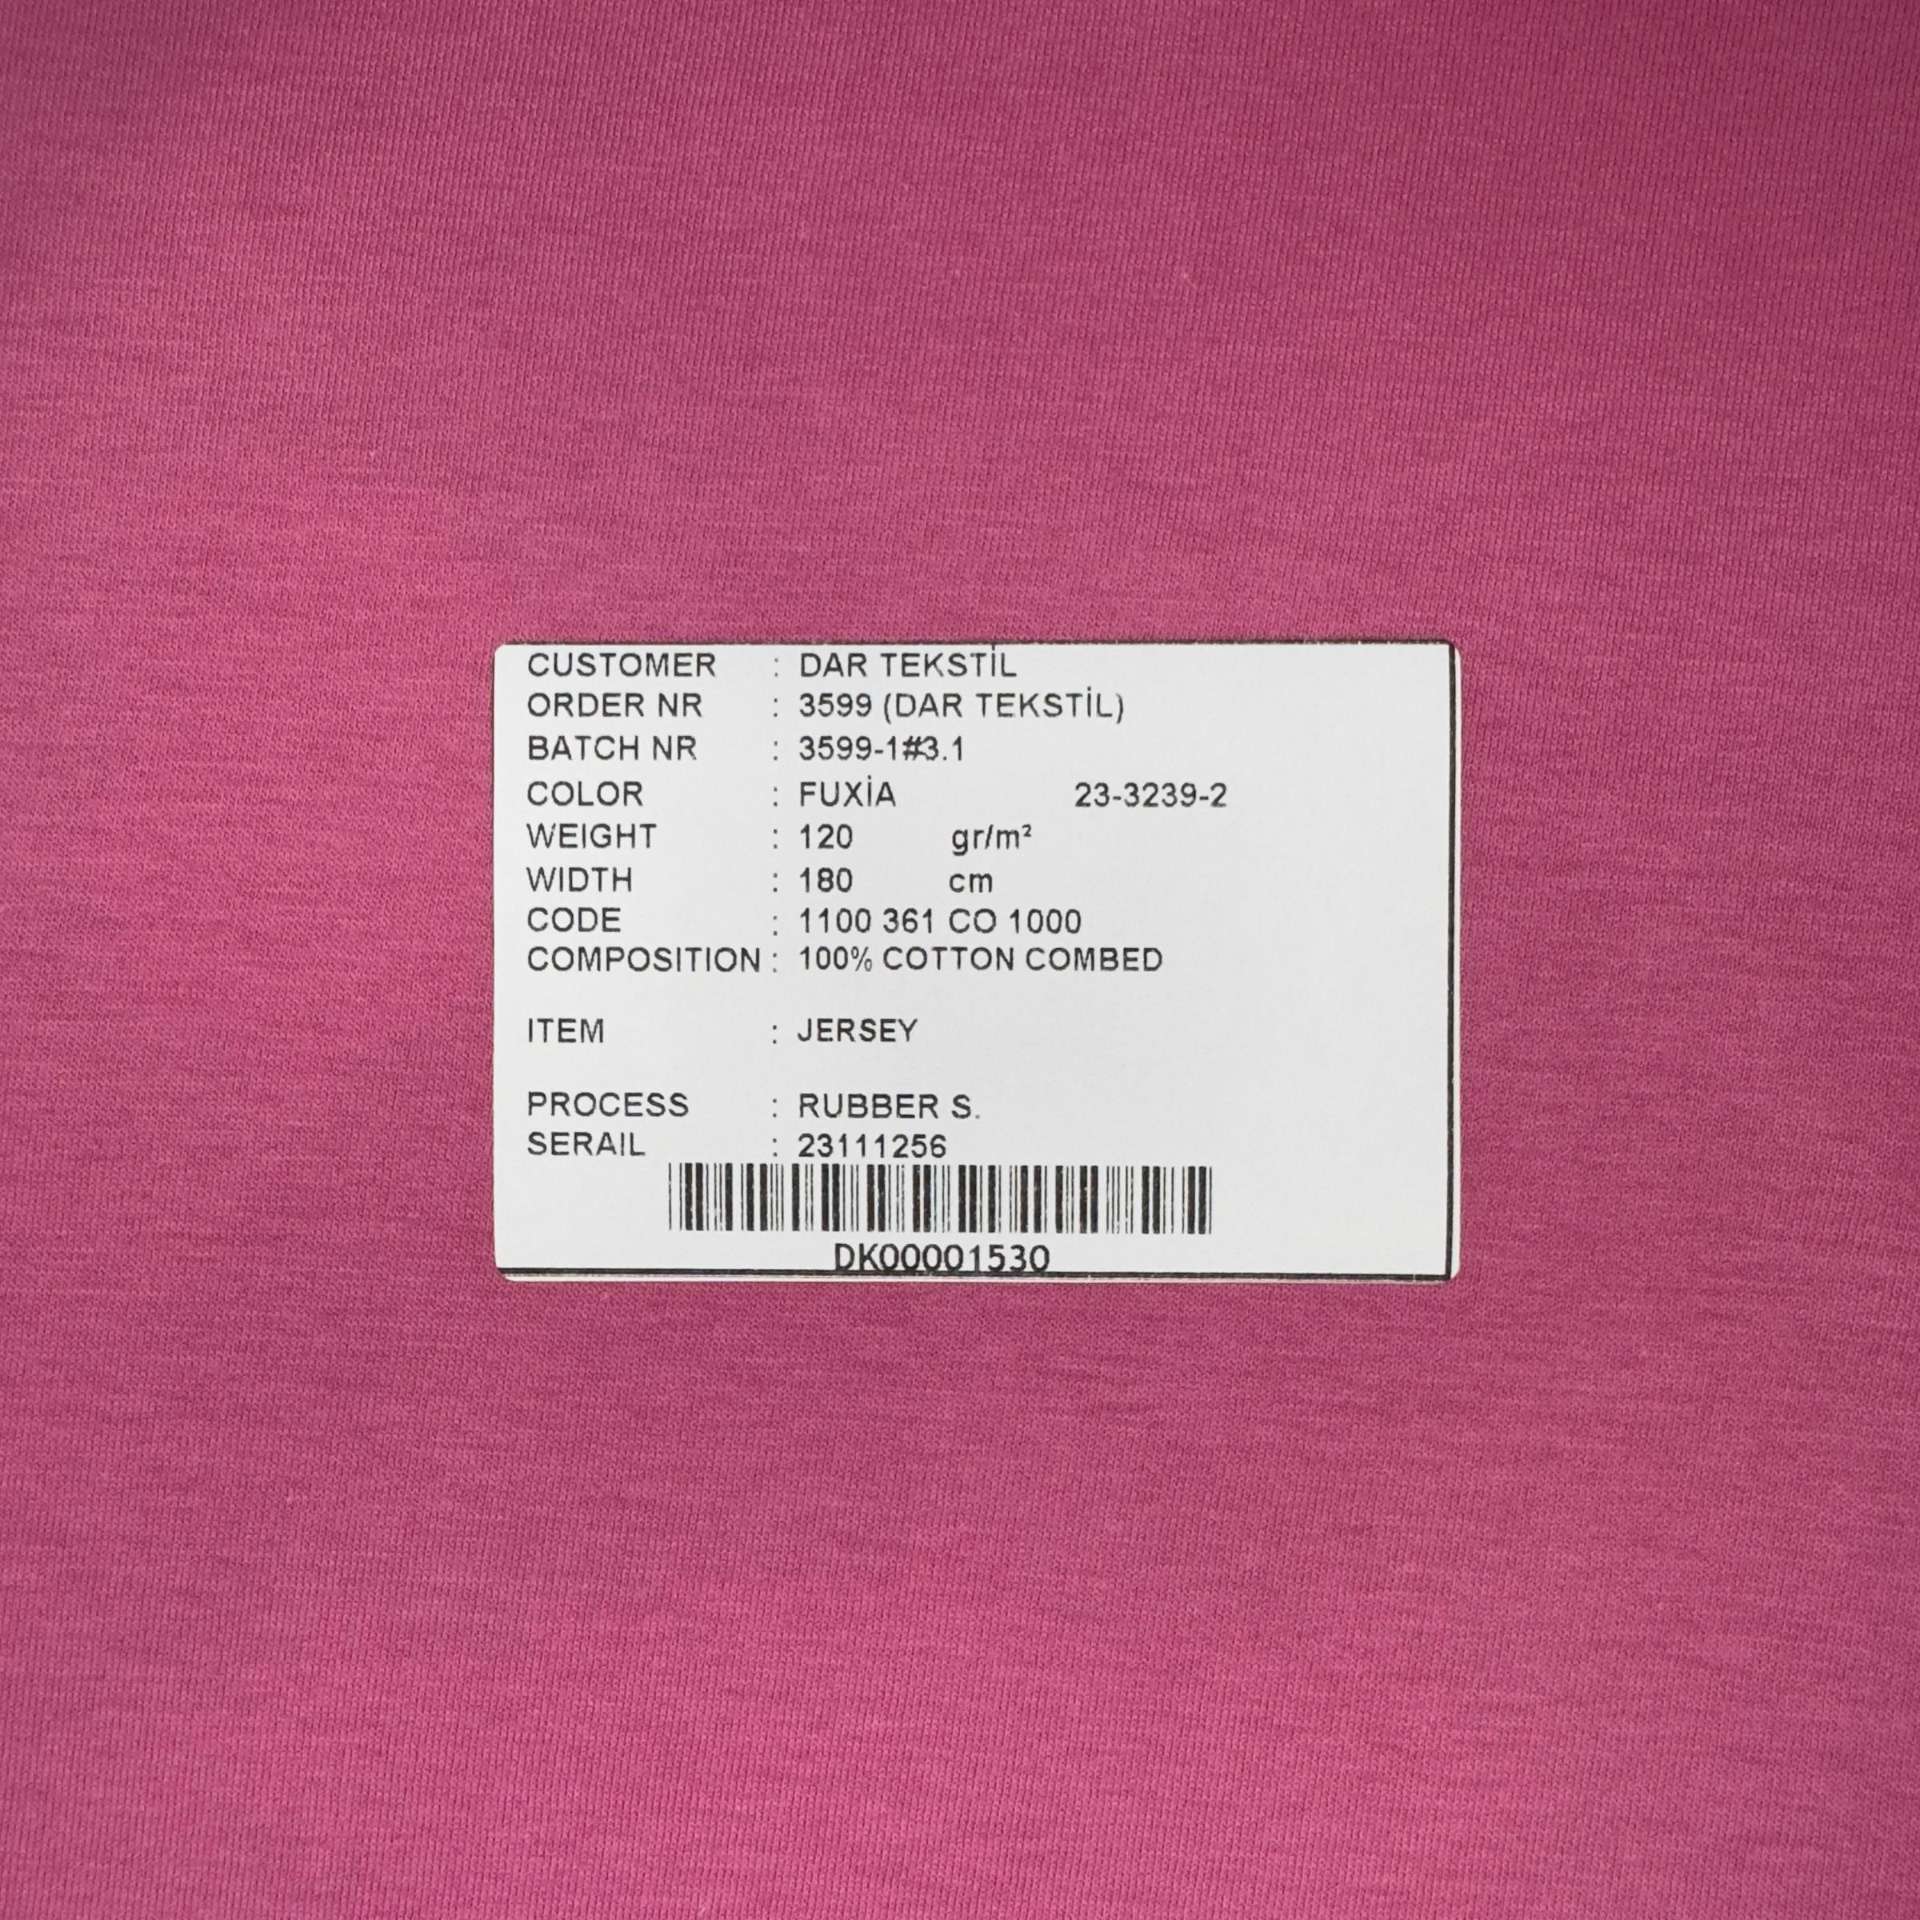 CUSTOMER : DAR TEKSTİL
ORDER NR : 3599 (DAR TEKSTİL)
BATCH NR : 3599-1#3.1
COLOR : FUXİA 23-3239-2
WEIGHT : 120 gr/m²
WIDTH : 180 cm
CODE : 1100 361 CO 1000
COMPOSITION : 100% COTTON COMBED
ITEM : JERSEY
PROCESS : RUBBER S.
SERAIL : 23111256
DK00001530